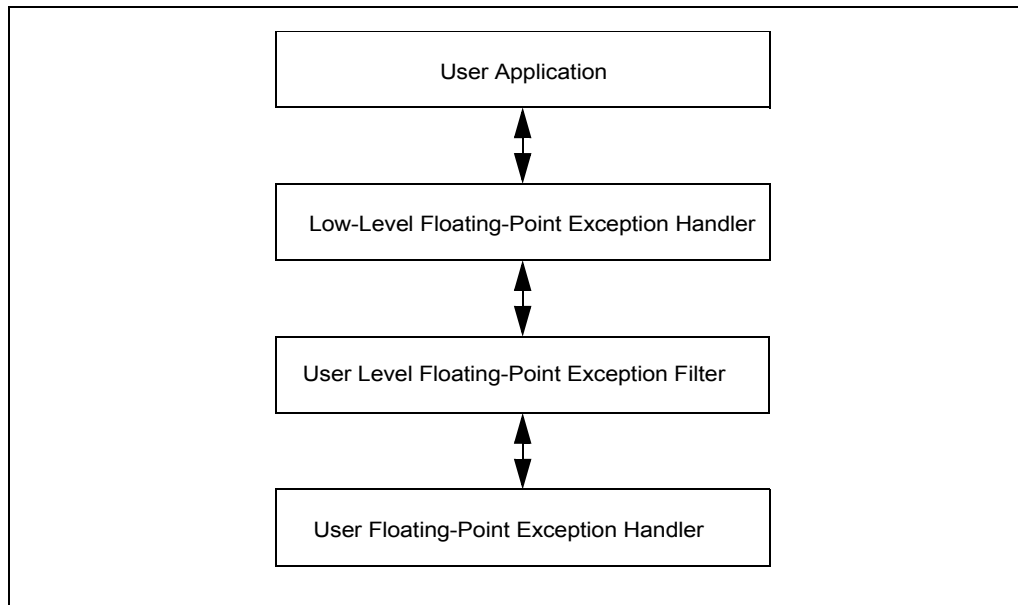 User Application
Low-Level Floating-Point Exception Handler
User Level Floating-Point Exception Filter
User Floating-Point Exception Handler